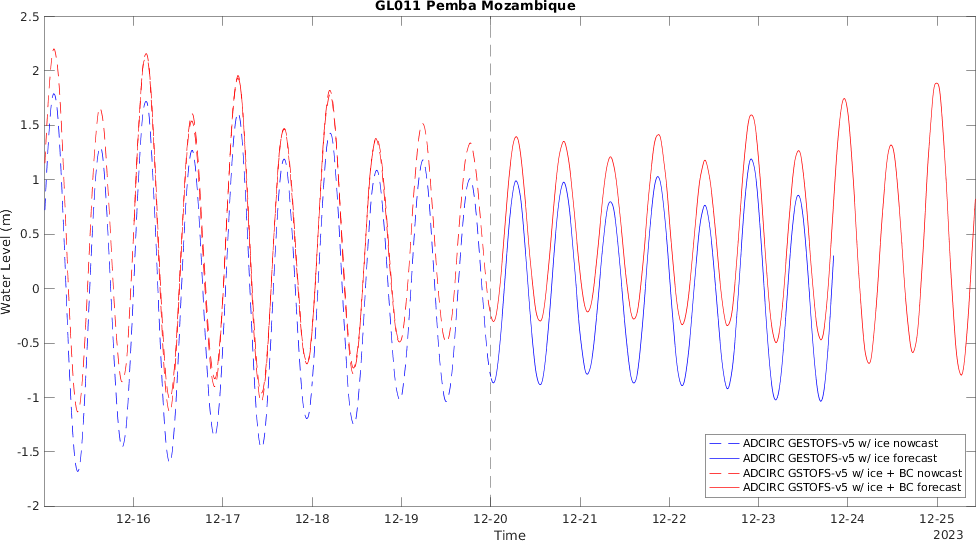 GL011 Pemba Mozambique
2.5
2
1.5
1
0.5
0
-0.5
-1
-1.5
-2
Water Level (m)
ADCIRC GESTOFS-v5 w/ ice nowcast
ADCIRC GESTOFS-v5 w/ ice forecast
ADCIRC GSTOFS-v5 w/ ice + BC nowcast
ADCIRC GSTOFS-v5 w/ ice + BC forecast
12-16 12-17 12-18 12-19 12-20 12-21 12-22 12-23 12-24 12-25
Time
2023